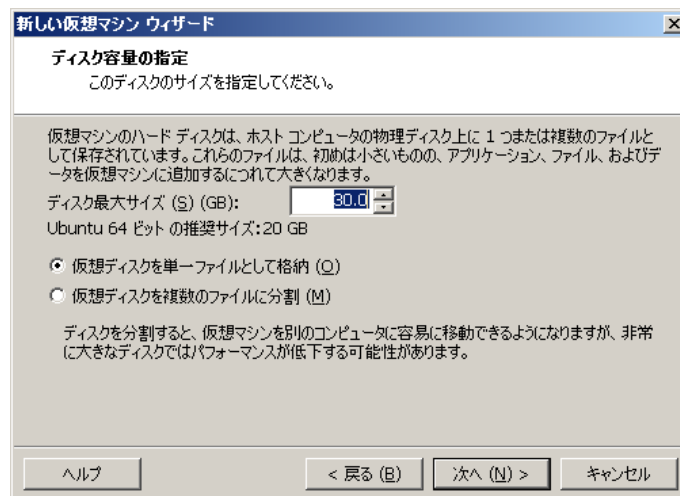 新しい仮想マシン ウィザード
ディスク容量の指定
このディスクのサイズを指定してください。
仮想マシンのハード ディスクは、ホスト コンピュータの物理ディスク上に 1 つまたは複数のファイルと
して保存されています。これらのファイルは、初めは小さいものの、アプリケーション、ファイル、およびデ
ータを仮想マシンに追加するにつれて大きくなります。
ディスク最大サイズ (S) (GB): 30.0
Ubuntu 64 ビット の推奨サイズ:20 GB
仮想ディスクを単一ファイルとして格納 (O)
仮想ディスクを複数のファイルに分割 (M)
ディスクを分割すると、仮想マシンを別のコンピュータに容易に移動できるようになりますが、非常
に大きなディスクではパフォーマンスが低下する可能性があります。
ヘルプ < 戻る (B) 次へ (N) > キャンセル